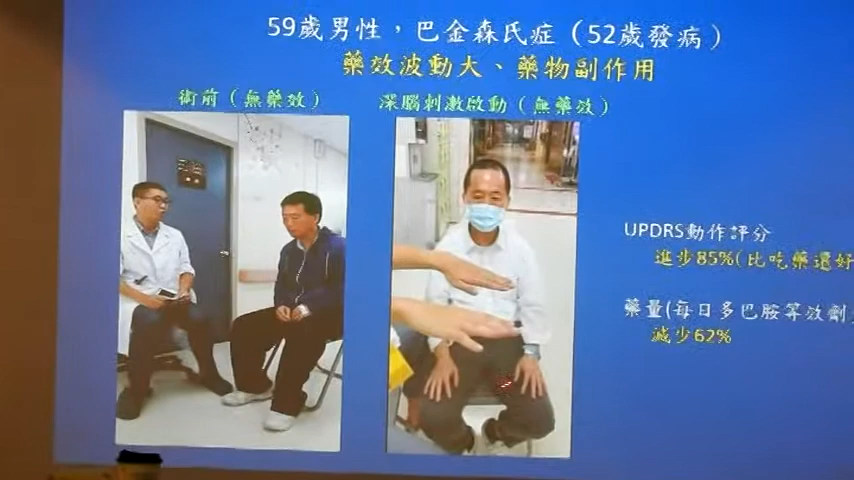 59歲男性，巴金森氏症（52歲發病）
藥效波動大、藥物副作用
術前（無藥效）
深腦刺激啟動（無藥效）
UPDRS動作評分
進步85%(比吃藥還好
藥量(每日多巴胺等效劑
減少62%